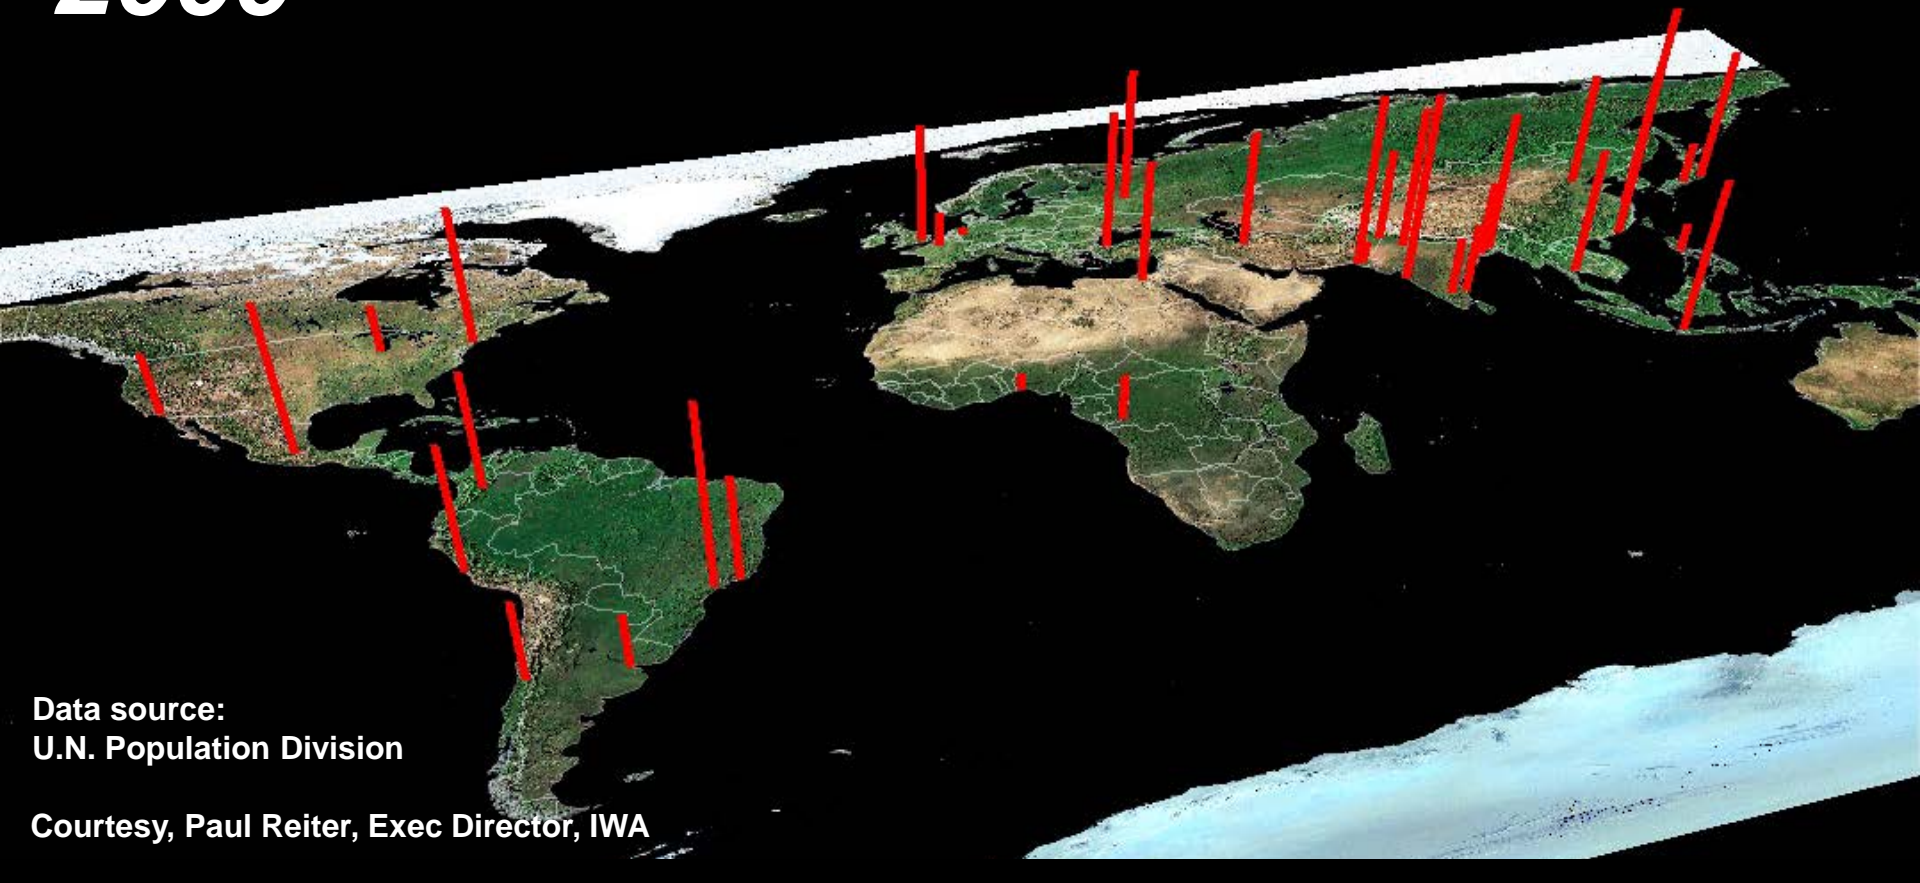 Data source:
U.N. Population Division
Courtesy, Paul Reiter, Exec Director, IWA